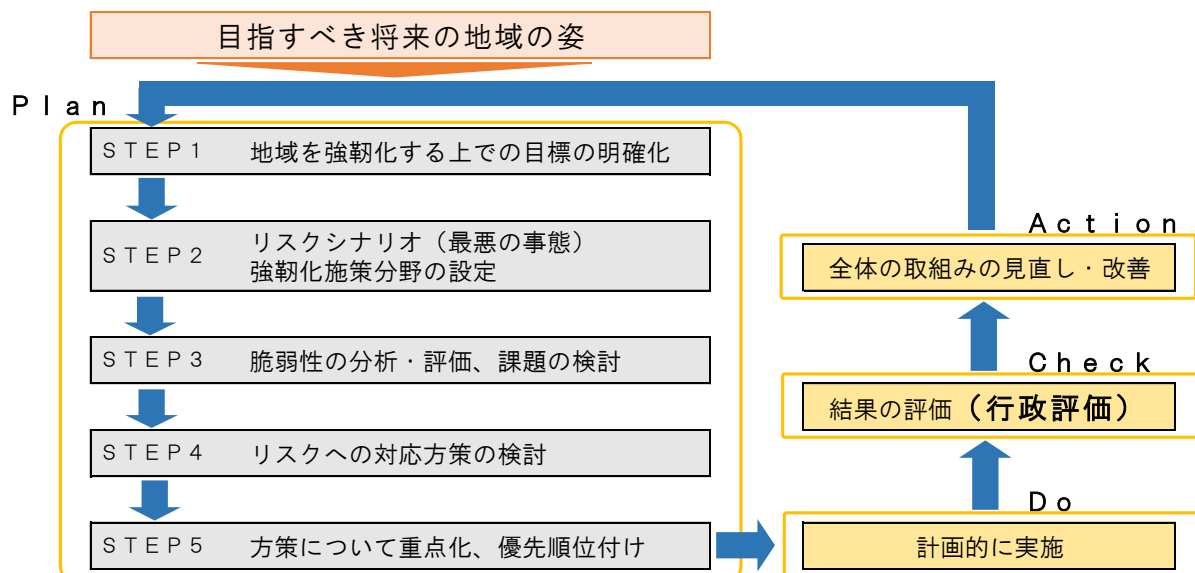 目指すべき将来の地域の姿
Plan
STEP1 地域を強靭化する上での目標の明確化
STEP2 リスクシナリオ（最悪の事態）
強靭化施策分野の設定
STEP3 脆弱性の分析・評価、課題の検討
STEP4 リスクへの対応方策の検討
STEP5 方策について重点化、優先順位付け
Action
全体の取組みの見直し・改善
Check
結果の評価（行政評価）
Do
計画的に実施